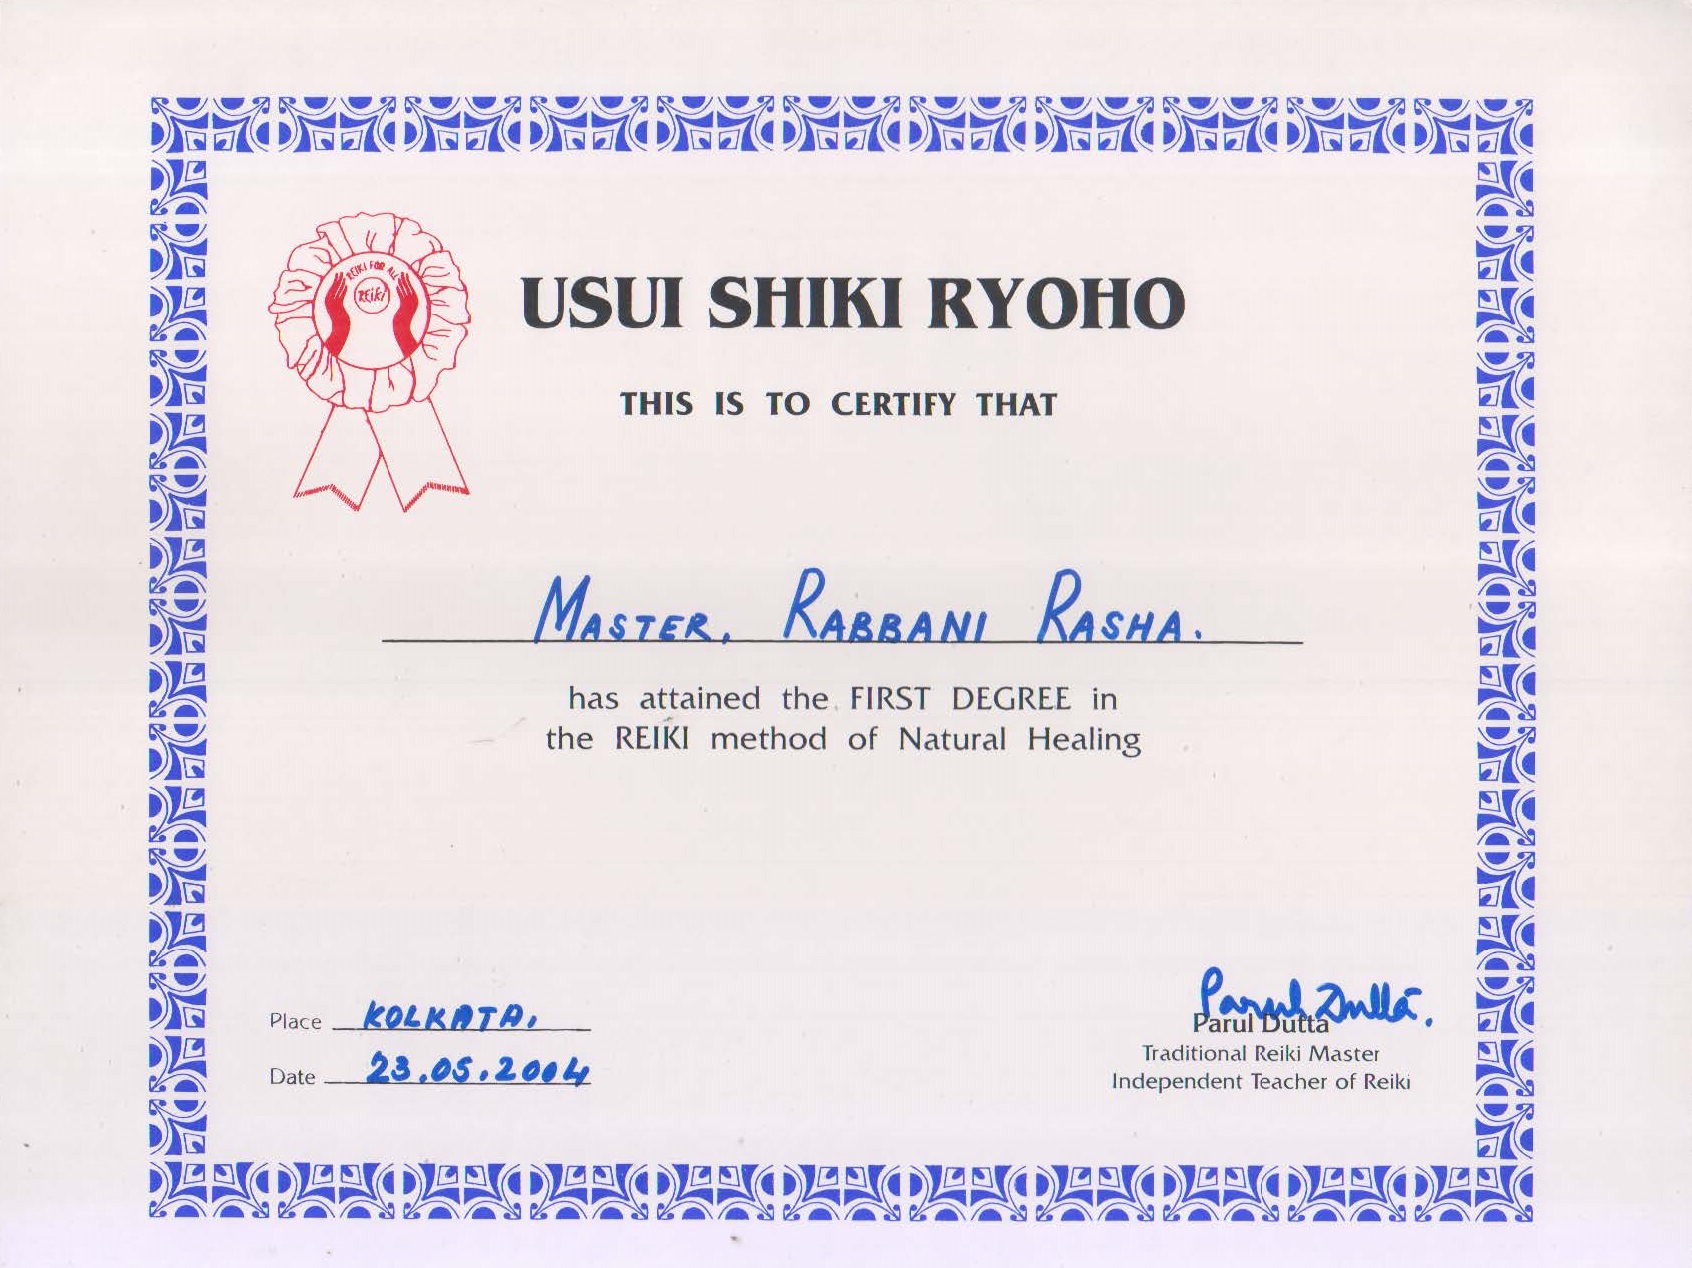 REIKI FOR ALL
REIKI
USUI SHIKI RYOHO
THIS IS TO CERTIFY THAT
MASTER. RABBANI RASHA.
has attained the FIRST DEGREE in
the REIKI method of Natural Healing
Place KOLKATA.
Date 23.05.2004
Parul Dutta.
Parul Dutta
Traditional Reiki Master
Independent Teacher of Reiki